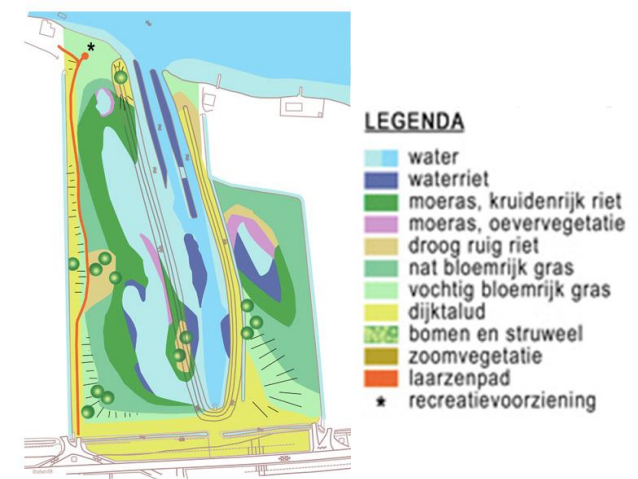 *
LEGENDA
water
waterriet
moeras, kruidenrijk riet
moeras, oevervegetatie
droog ruig riet
nat bloemrijk gras
vochtig bloemrijk gras
dijktalud
bomen en struweel
zoomvegetatie
laarzenpad
* recreatievoorziening